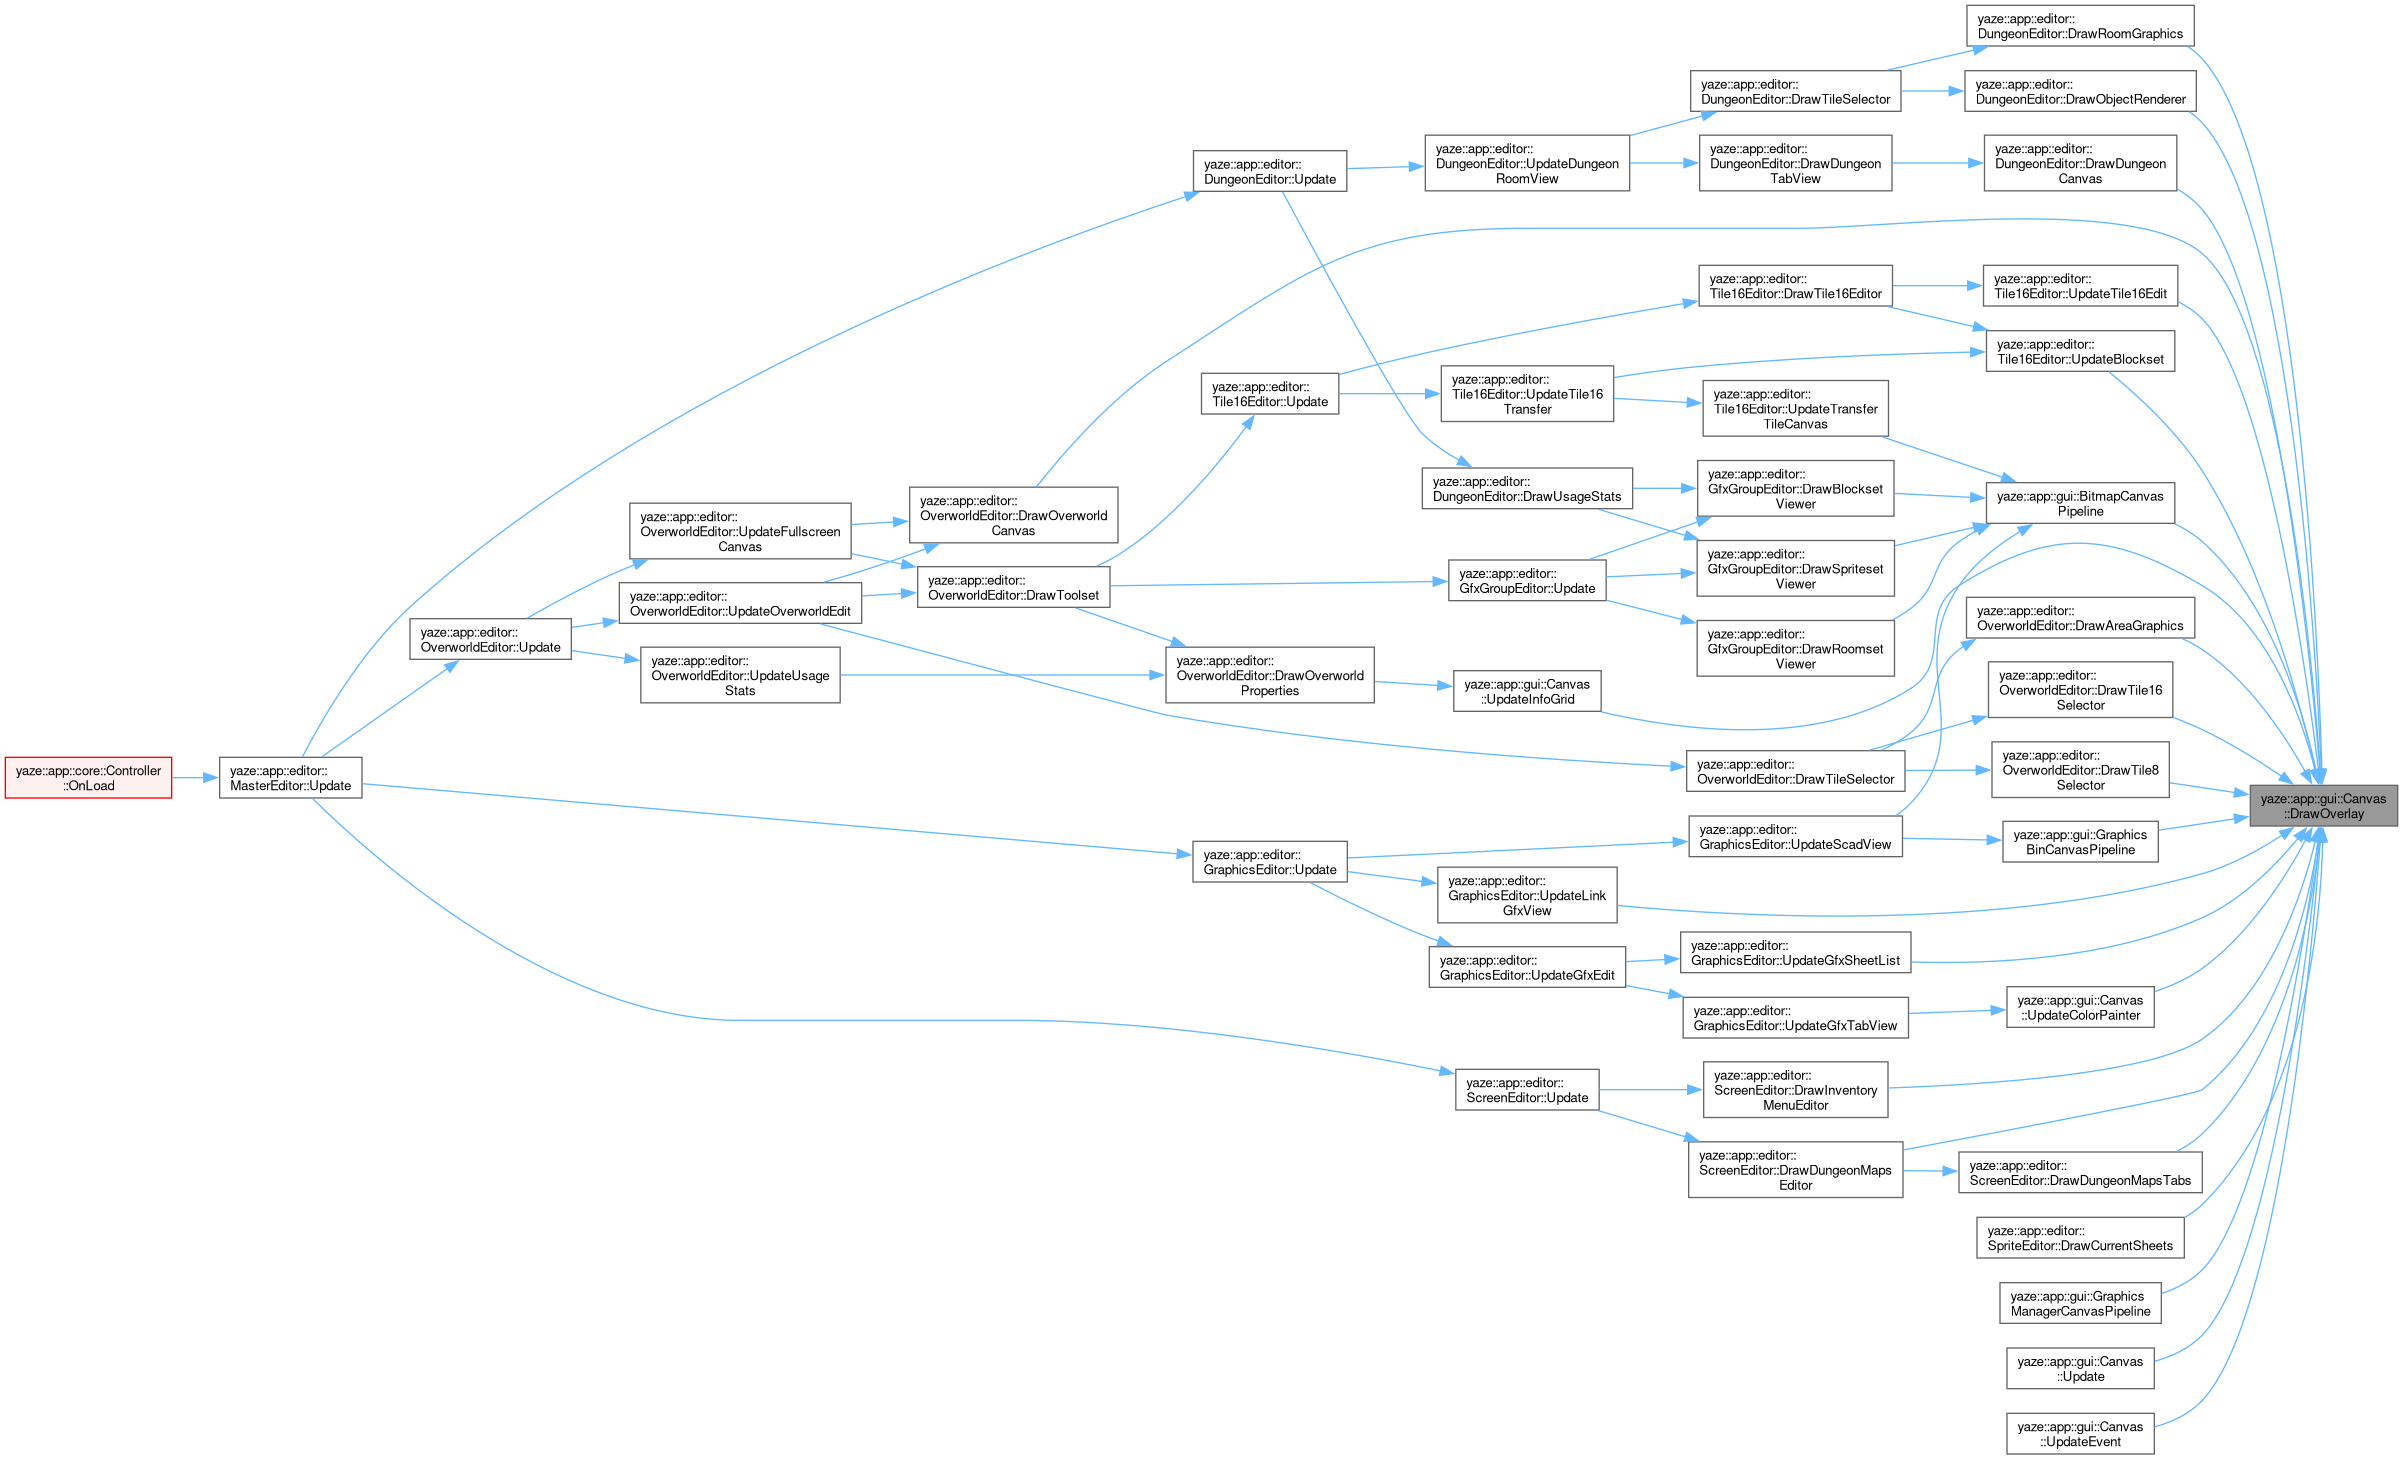 yaze::app::editor::
DungeonEditor::DrawRoomGraphics
yaze::app::editor::
DungeonEditor::DrawTileSelector
yaze::app::editor::
DungeonEditor::DrawObjectRenderer
yaze::app::editor::
DungeonEditor::Update
yaze::app::editor::
DungeonEditor::UpdateDungeon
RoomView
yaze::app::editor::
DungeonEditor::DrawDungeon
TabView
yaze::app::editor::
DungeonEditor::DrawDungeon
Canvas
yaze::app::editor::
Tile16Editor::DrawTile16Editor
yaze::app::editor::
Tile16Editor::UpdateTile16Edit
yaze::app::editor::
Tile16Editor::UpdateBlockset
yaze::app::editor::
Tile16Editor::Update
yaze::app::editor::
Tile16Editor::UpdateTile16
Transfer
yaze::app::editor::
Tile16Editor::UpdateTransfer
TileCanvas
yaze::app::editor::
DungeonEditor::DrawUsageStats
yaze::app::editor::
GfxGroupEditor::DrawBlockset
Viewer
yaze::app::gui::BitmapCanvas
Pipeline
yaze::app::editor::
OverworldEditor::UpdateFullscreen
Canvas
yaze::app::editor::
OverworldEditor::DrawOverworld
Canvas
yaze::app::editor::
GfxGroupEditor::DrawSpriteset
Viewer
yaze::app::editor::
OverworldEditor::UpdateOverworldEdit
yaze::app::editor::
OverworldEditor::DrawToolset
yaze::app::editor::
GfxGroupEditor::Update
yaze::app::editor::
OverworldEditor::DrawAreaGraphics
yaze::app::editor::
OverworldEditor::Update
yaze::app::editor::
OverworldEditor::UpdateUsage
Stats
yaze::app::editor::
OverworldEditor::DrawOverworld
Properties
yaze::app::gui::Canvas
::UpdateInfoGrid
yaze::app::editor::
GfxGroupEditor::DrawRoomset
Viewer
yaze::app::editor::
OverworldEditor::DrawTile16
Selector
yaze::app::core::Controller
::OnLoad
yaze::app::editor::
MasterEditor::Update
yaze::app::editor::
OverworldEditor::DrawTileSelector
yaze::app::editor::
OverworldEditor::DrawTile8
Selector
yaze::app::gui::Canvas
::DrawOverlay
yaze::app::editor::
GraphicsEditor::Update
yaze::app::editor::
GraphicsEditor::UpdateScadView
yaze::app::gui::Graphics
BinCanvasPipeline
yaze::app::editor::
GraphicsEditor::UpdateLink
GfxView
yaze::app::editor::
GraphicsEditor::UpdateGfxEdit
yaze::app::editor::
GraphicsEditor::UpdateGfxSheetList
yaze::app::editor::
GraphicsEditor::UpdateGfxTabView
yaze::app::gui::Canvas
::UpdateColorPainter
yaze::app::editor::
ScreenEditor::Update
yaze::app::editor::
ScreenEditor::DrawInventory
MenuEditor
yaze::app::editor::
ScreenEditor::DrawDungeonMaps
Editor
yaze::app::editor::
ScreenEditor::DrawDungeonMapsTabs
yaze::app::editor::
SpriteEditor::DrawCurrentSheets
yaze::app::gui::Graphics
ManagerCanvasPipeline
yaze::app::gui::Canvas
::Update
yaze::app::gui::Canvas
::UpdateEvent